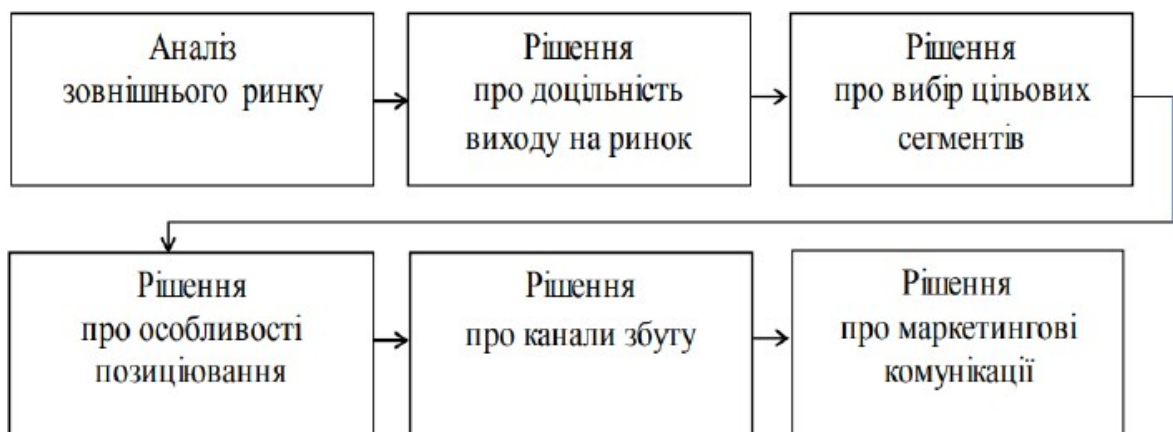 Аналіз
зовнішнього ринку
Рішення
про доцільність
виходу на ринок
Рішення
про вибір цільових
сегментів
Рішення
про особливості
позиціювання
Рішення
про канали збуту
Рішення
про маркетингові
комунікації